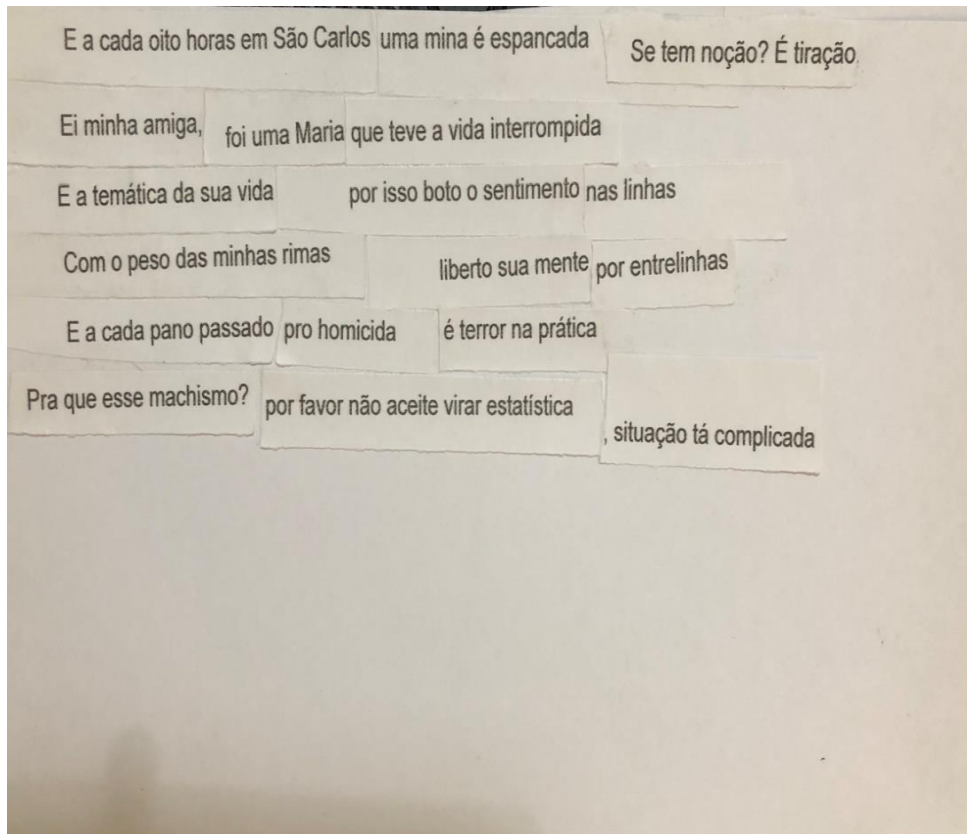 E a cada oito horas em São Carlos uma mina é espancada Se tem noção? É tiração
Ei minha amiga, foi uma Maria que teve a vida interrompida
E a temática da sua vida por isso boto o sentimento nas linhas
Com o peso das minhas rimas liberto sua mente por entrelinhas
E a cada pano passado pro homicida é terror na prática
Pra que esse machismo? por favor não aceite virar estatística , situação tá complicada